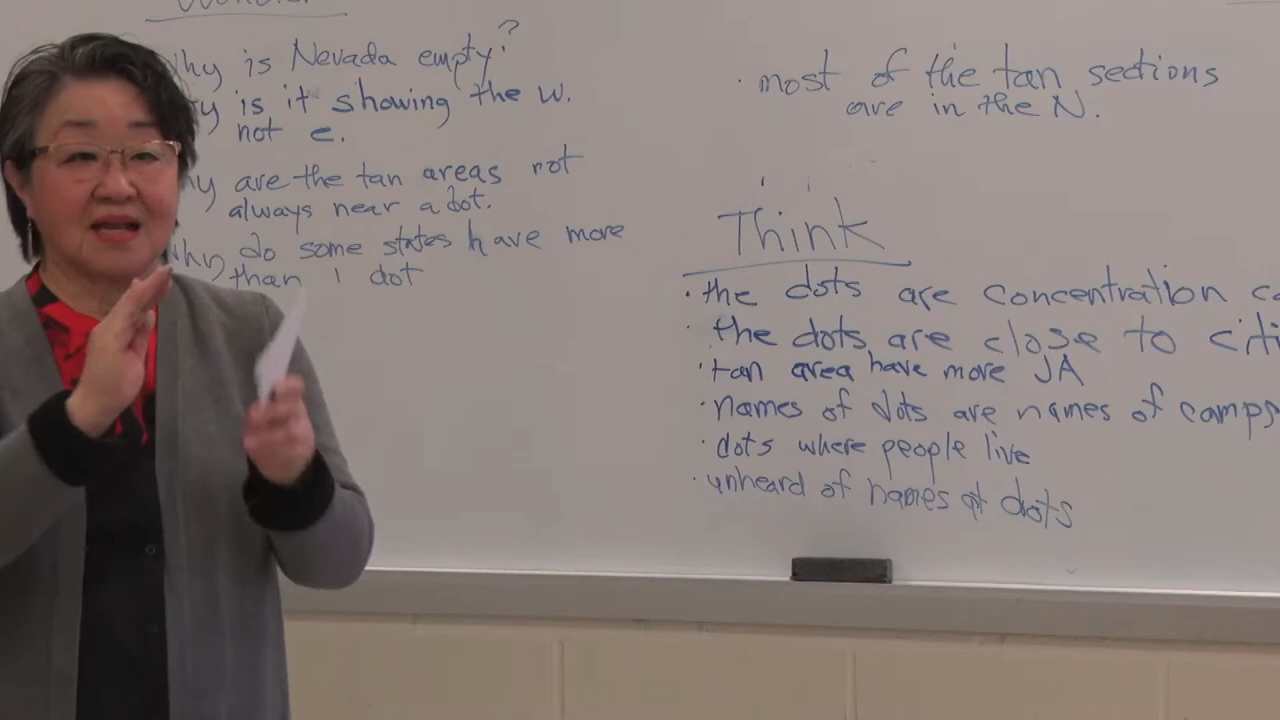 Why is Nevada empty?
is it showing the W.
not e.
are the tan areas not
always near a dot.
Why do some states have more
than 1 dot
· most of the tan sections
are in the N.
Think
· the dots are concentration
· the dots are close to
· tan area have more JA
· names of dots are names of camps
· dots where people live
· unheard of names at dots